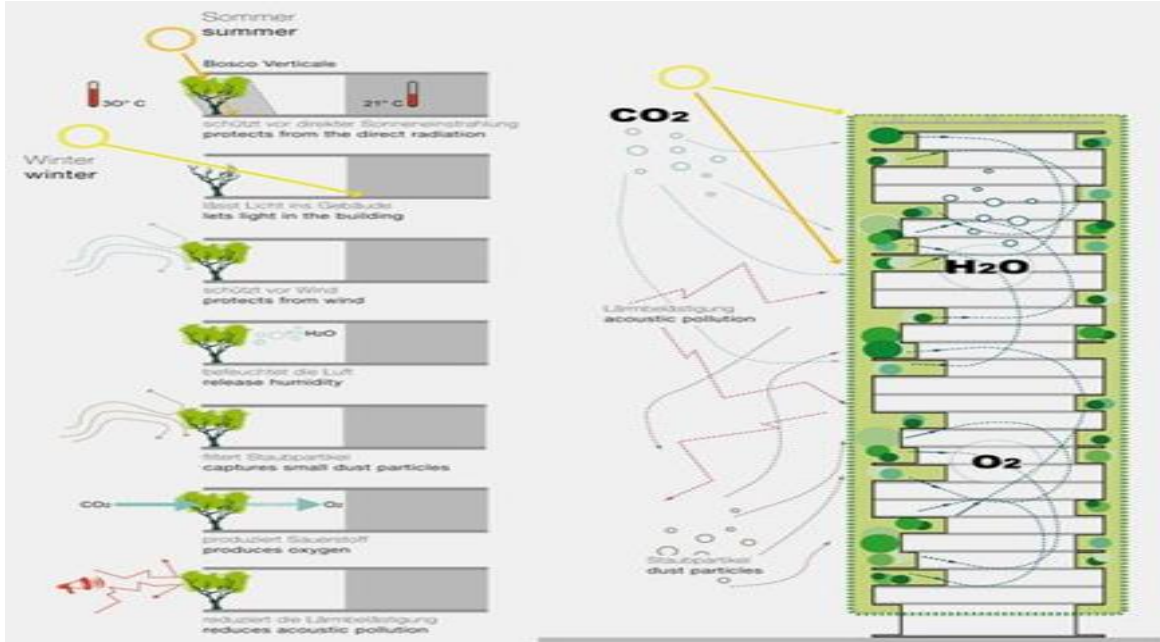 Sommer
summer
Bosco Verticale
30° C
21° C
schützt vor direkter Sonneneinstrahlung
protects from the direct radiation
Winter
winter
lässt Licht ins Gebäude
lets light in the building
schützt vor Wind
protects from wind
H₂O
befeuchtet die Luft
release humidity
filtert Staubpartikel
captures small dust particles
CO₂
O₂
produziert Sauerstoff
produces oxygen
reduziert die Lärmbelästigung
reduces acoustic pollution
CO₂
H₂O
Lärmbelästigung
acoustic pollution
O₂
Staubpartikel
dust particles